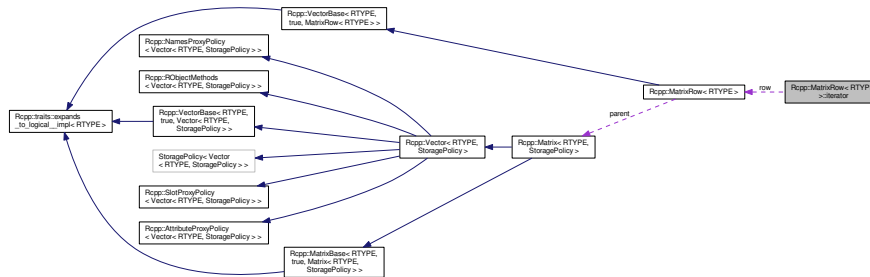 Rcpp::VectorBase< RTYPE,
true, MatrixRow< RTYPE > >
Rcpp::NamesProxyPolicy
< Vector< RTYPE, StoragePolicy > >
Rcpp::RObjectMethods
< Vector< RTYPE, StoragePolicy > >
Rcpp::MatrixRow< RTYPE >
row
Rcpp::MatrixRow< RTYPE
>::iterator
Rcpp::traits::expands
_to_logical__impl< RTYPE >
Rcpp::VectorBase< RTYPE,
true, Vector< RTYPE,
StoragePolicy > >
parent
Rcpp::Vector< RTYPE,
StoragePolicy >
Rcpp::Matrix< RTYPE,
StoragePolicy >
StoragePolicy< Vector
< RTYPE, StoragePolicy > >
Rcpp::SlotProxyPolicy
< Vector< RTYPE, StoragePolicy > >
Rcpp::AttributeProxyPolicy
< Vector< RTYPE, StoragePolicy > >
Rcpp::MatrixBase< RTYPE,
true, Matrix< RTYPE,
StoragePolicy > >